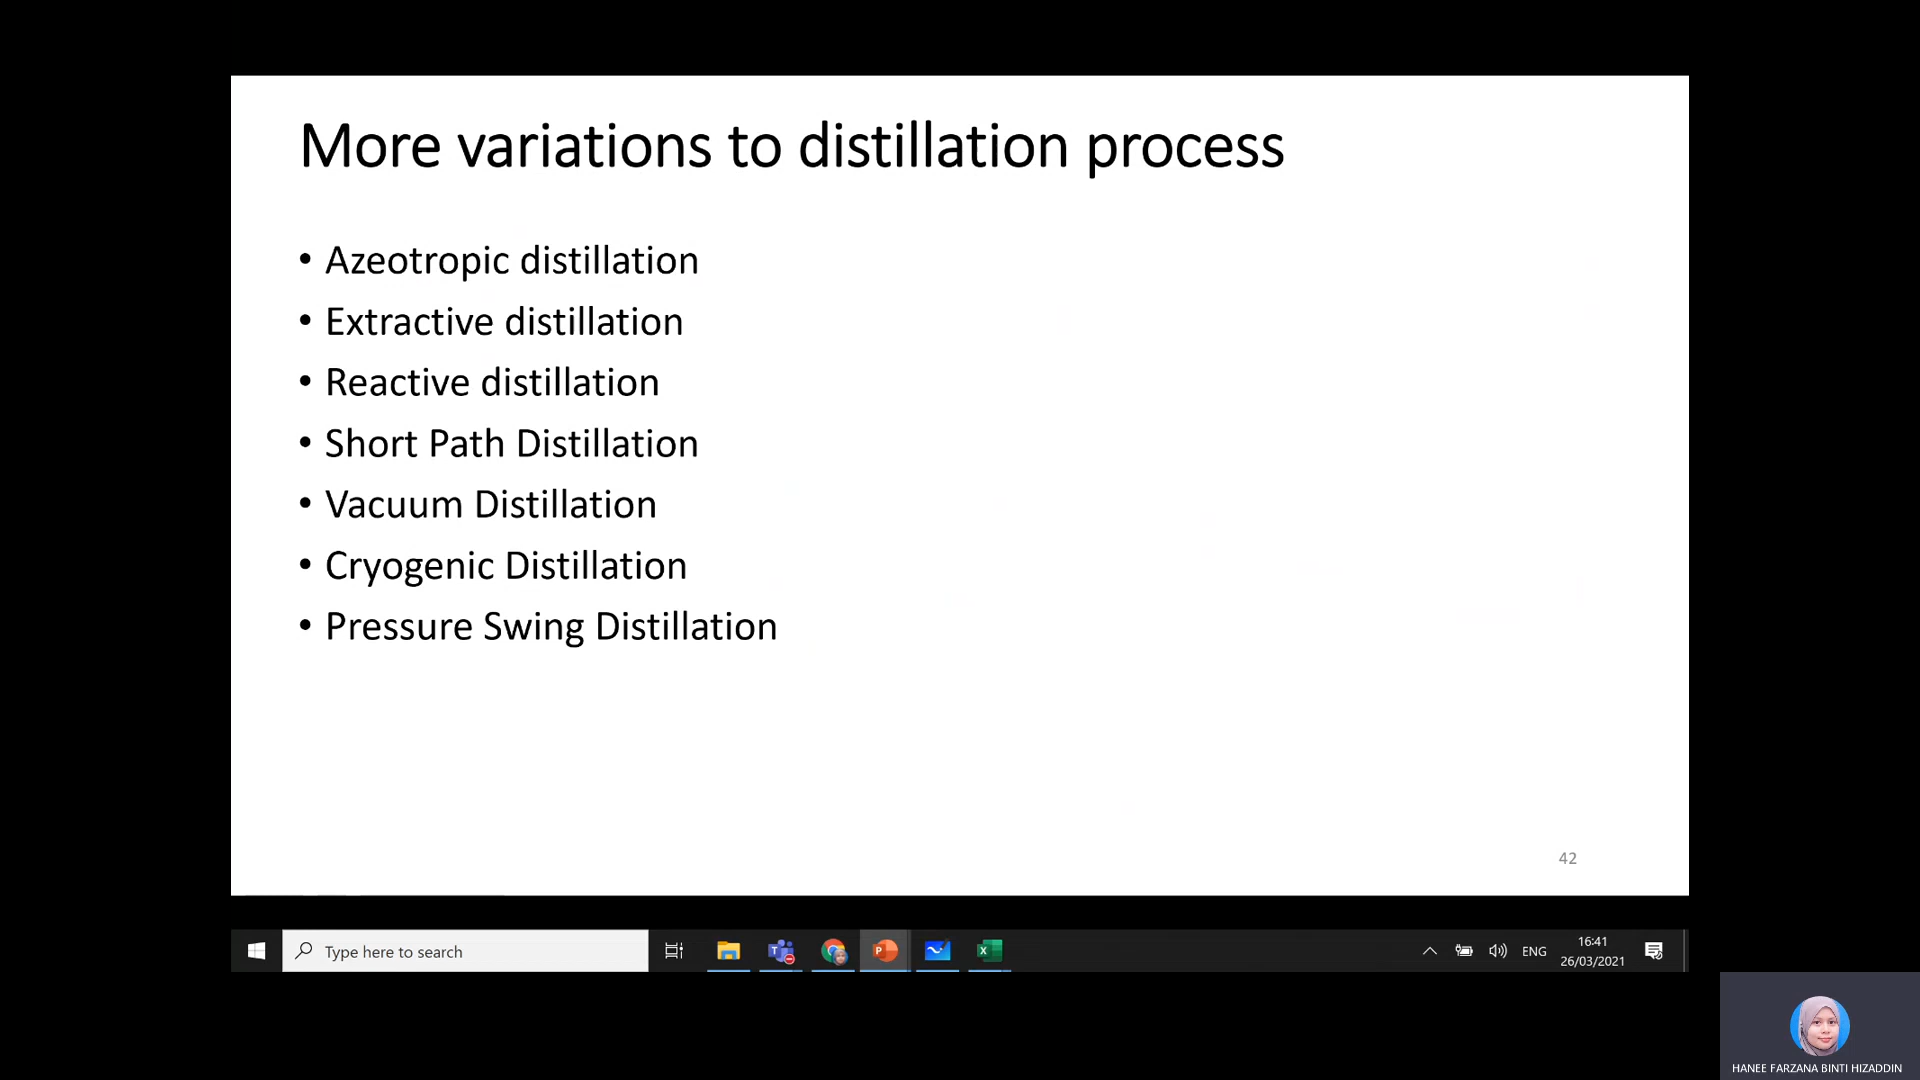 More variations to distillation process
• Azeotropic distillation
• Extractive distillation
• Reactive distillation
• Short Path Distillation
• Vacuum Distillation
• Cryogenic Distillation
• Pressure Swing Distillation
42
Type here to search
ENG
16:41
26/03/2021
HANEE FARZANA BINTI HIZADDIN